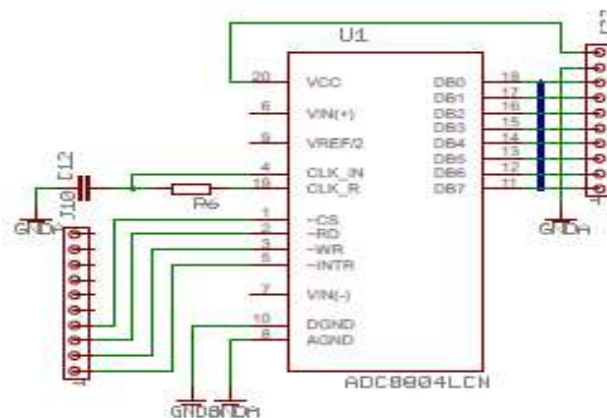 U1
20 VCC DB0 18
DB1 17
6 VIN(+) DB2 16
DB3 15
9 VREF/2 DB4 14
DB5 13
4 CLK_IN DB6 12
19 CLK_R DB7 11
C12
R6
GNDA
J10
1 ~CS
2 ~RD
3 ~WR
5 ~INTR
GNDA
7 VIN(-)
10 DGND
8 AGND
GNDA
ADC0804LCN